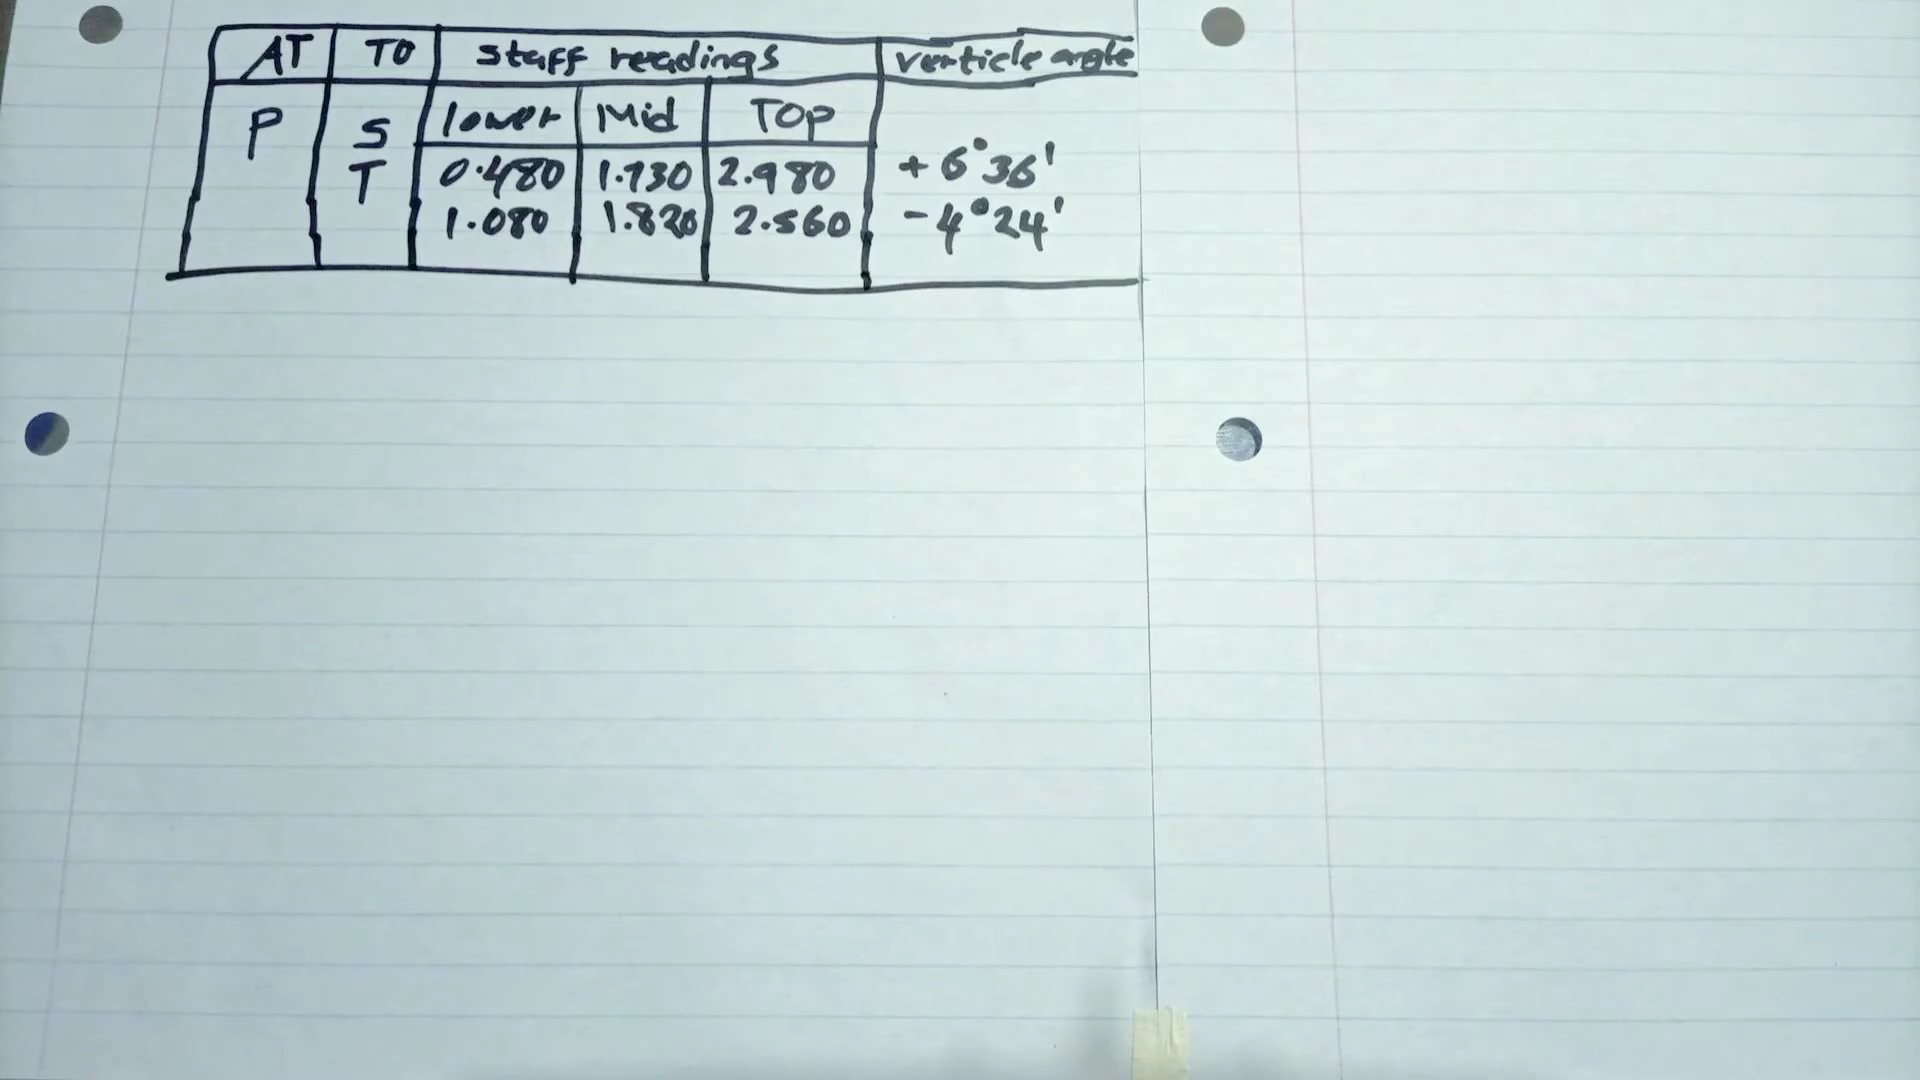 AT TO staff readings verticle angle
P S lower Mid Top
T 0.480 1.730 2.980 +6°36'
1.080 1.820 2.560 -4°24'